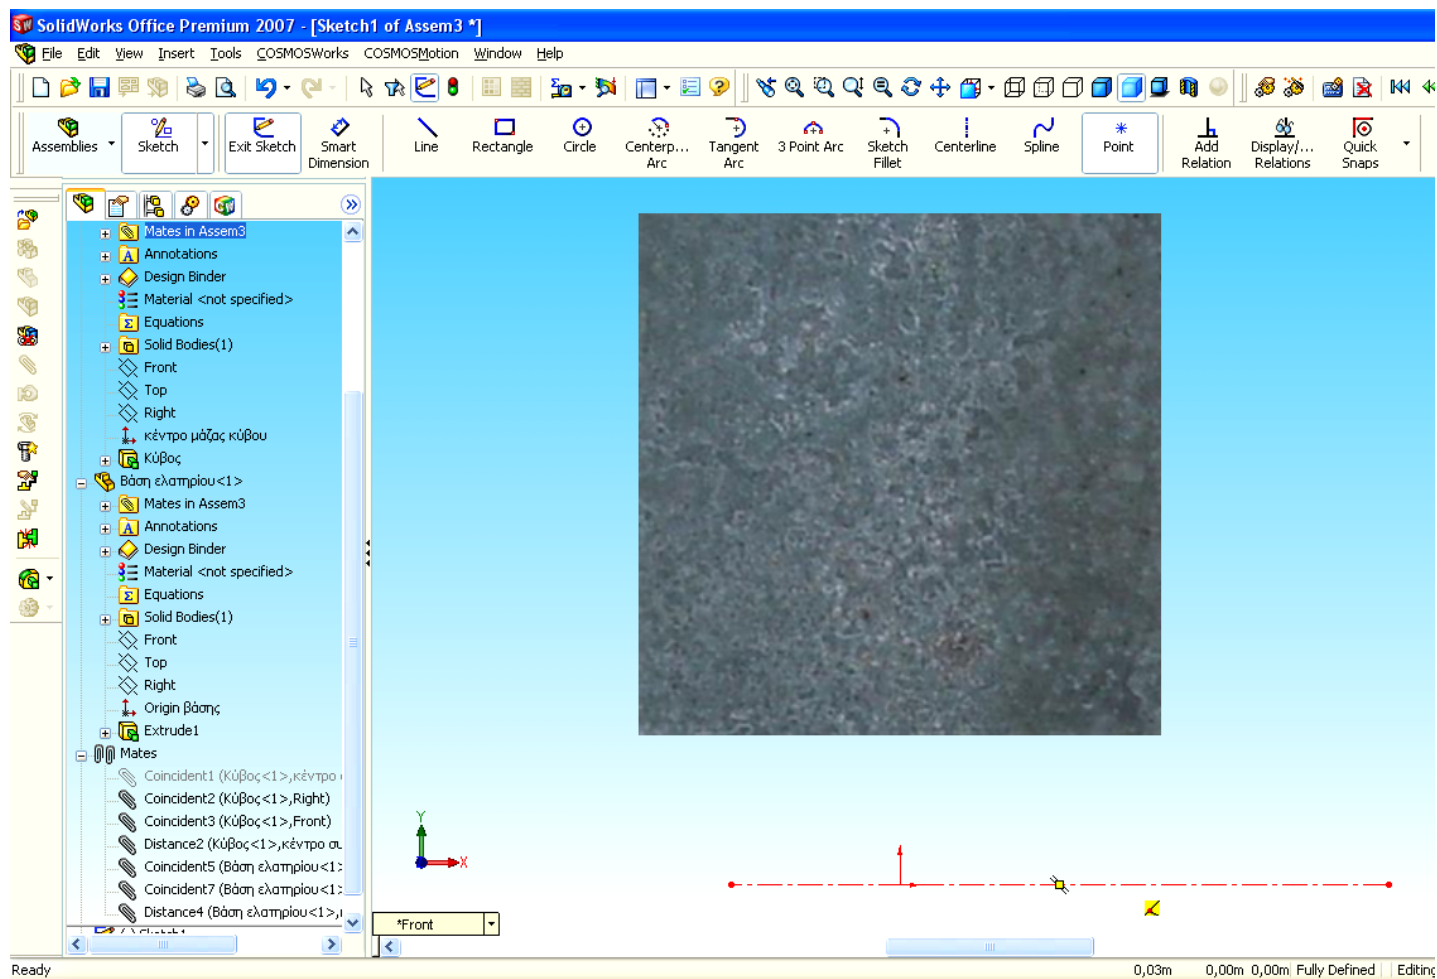 SolidWorks Office Premium 2007 - [Sketch1 of Assem3 *]
File Edit View Insert Tools COSMOSWorks COSMOSMotion Window Help
Assemblies Sketch Exit Sketch Smart Dimension Line Rectangle Circle Centerp... Arc Tangent Arc 3 Point Arc Sketch Fillet Centerline Spline Point Add Relation Display/... Relations Quick Snaps
Mates in Assem3
Annotations
Design Binder
Material <not specified>
Equations
Solid Bodies(1)
Front
Top
Right
κέντρο μάζας κύβου
Κύβος
Βάση ελατηρίου<1>
Mates in Assem3
Annotations
Design Binder
Material <not specified>
Equations
Solid Bodies(1)
Front
Top
Right
Origin βάσης
Extrude1
Mates
Coincident1 (Κύβος<1>,κέντρο
Coincident2 (Κύβος<1>,Right)
Coincident3 (Κύβος<1>,Front)
Distance2 (Κύβος<1>,κέντρο συ
Coincident5 (Βάση ελατηρίου<1>
Coincident7 (Βάση ελατηρίου<1>
Distance4 (Βάση ελατηρίου<1>,
Y
X
*Front
Ready 0,03m 0,00m 0,00m Fully Defined Editing